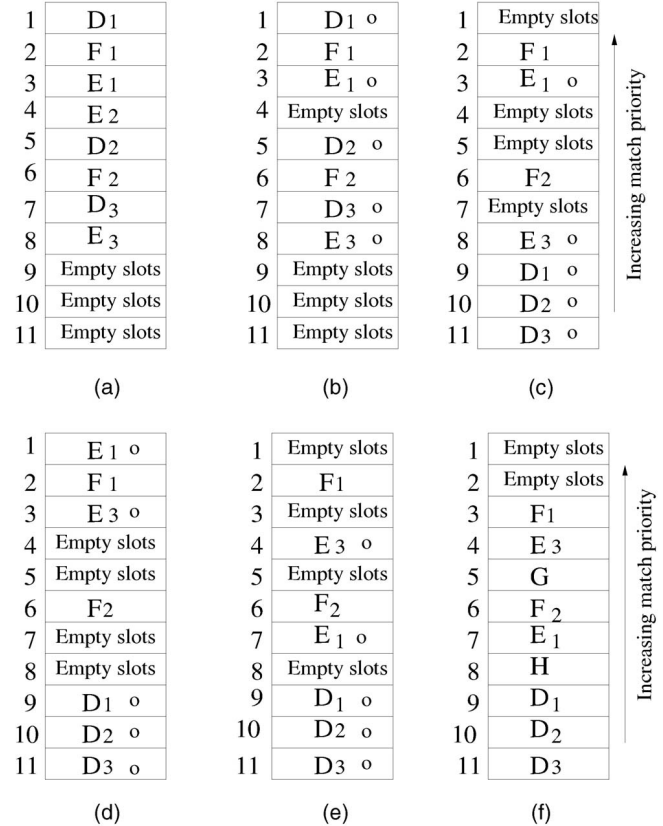 1 D1
2 F1
3 E1
4 E2
5 D2
6 F2
7 D3
8 E3
9 Empty slots
10 Empty slots
11 Empty slots
(a)
1 D1 o
2 F1
3 E1 o
4 Empty slots
5 D2 o
6 F2
7 D3 o
8 E3 o
9 Empty slots
10 Empty slots
11 Empty slots
(b)
1 Empty slots
2 F1
3 E1 o
4 Empty slots
5 Empty slots
6 F2
7 Empty slots
8 E3 o
9 D1 o
10 D2 o
11 D3 o
(c)
Increasing match priority
1 E1 o
2 F1
3 E3 o
4 Empty slots
5 Empty slots
6 F2
7 Empty slots
8 Empty slots
9 D1 o
10 D2 o
11 D3 o
(d)
1 Empty slots
2 F1
3 Empty slots
4 E3 o
5 Empty slots
6 F2
7 E1 o
8 Empty slots
9 D1 o
10 D2 o
11 D3 o
(e)
1 Empty slots
2 Empty slots
3 F1
4 E3
5 G
6 F2
7 E1
8 H
9 D1
10 D2
11 D3
(f)
Increasing match priority